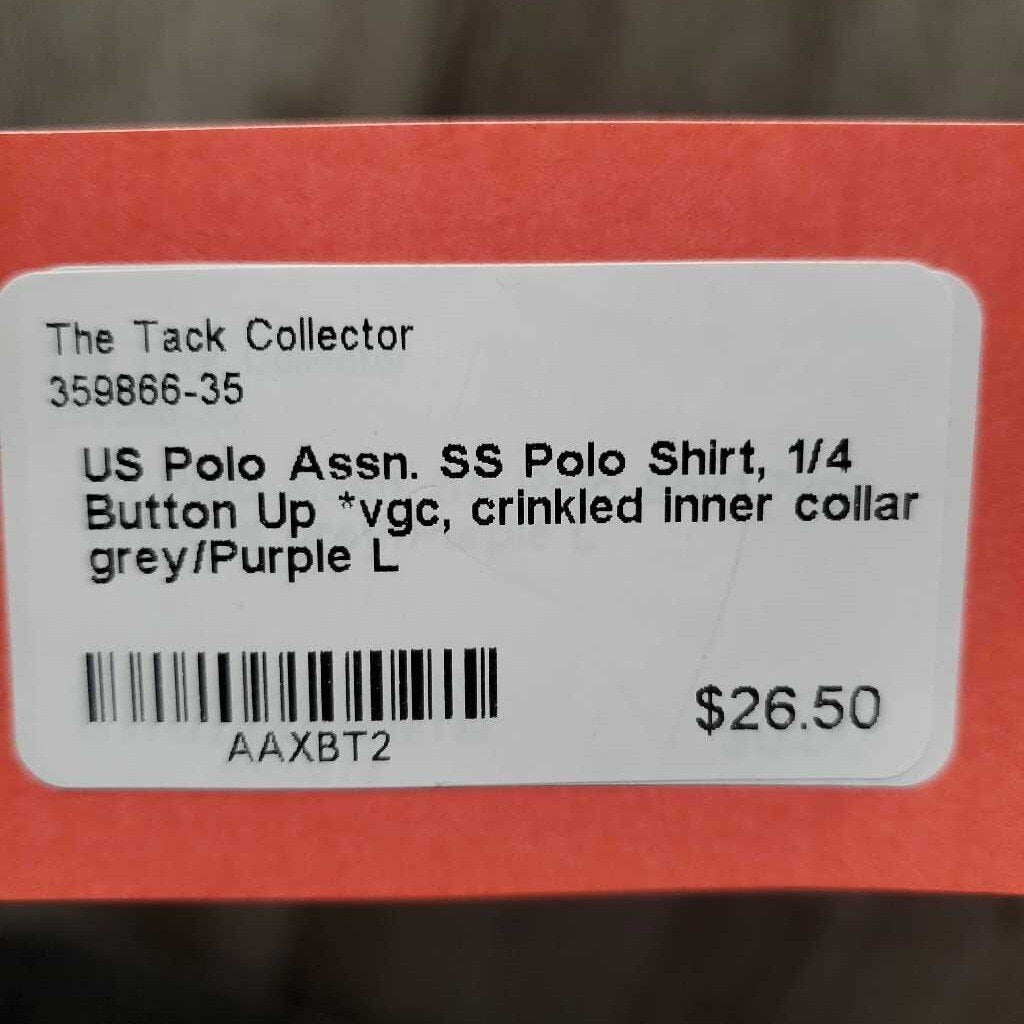 The Tack Collector
359866-35
US Polo Assn. SS Polo Shirt, 1/4
Button Up *vgc, crinkled inner collar
grey/Purple L
AAXBT2
$26.50